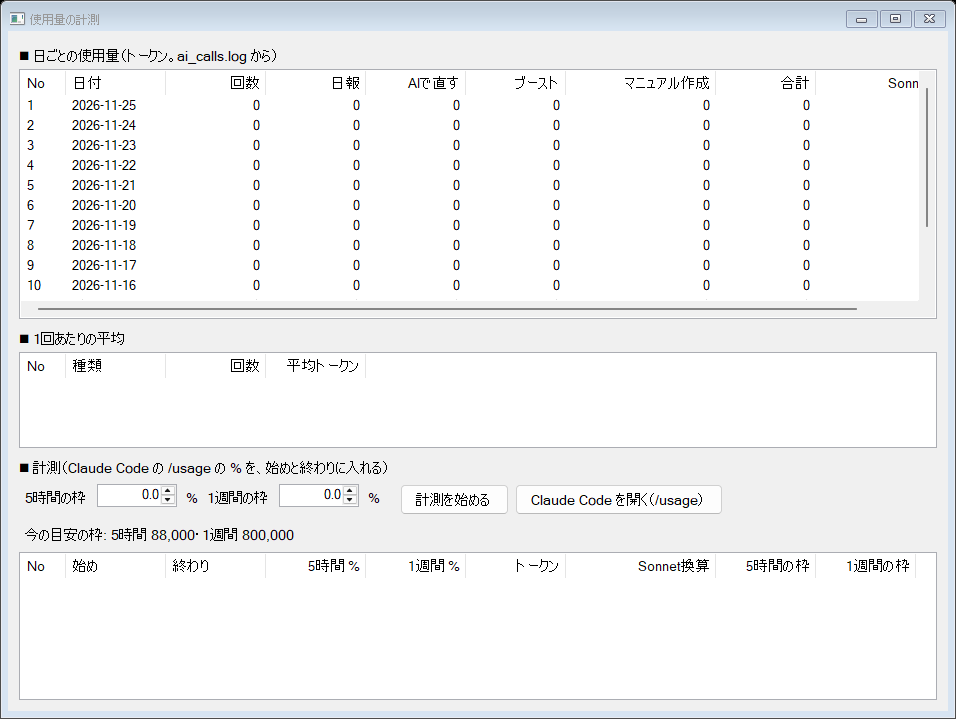 使用量の計測
■ 日ごとの使用量(トークン。ai_calls.log から)
No 日付 回数 日報 AIで直す ブースト マニュアル作成 合計 Sonn
1 2026-11-25 0 0 0 0 0 0
2 2026-11-24 0 0 0 0 0 0
3 2026-11-23 0 0 0 0 0 0
4 2026-11-22 0 0 0 0 0 0
5 2026-11-21 0 0 0 0 0 0
6 2026-11-20 0 0 0 0 0 0
7 2026-11-19 0 0 0 0 0 0
8 2026-11-18 0 0 0 0 0 0
9 2026-11-17 0 0 0 0 0 0
10 2026-11-16 0 0 0 0 0 0
■ 1回あたりの平均
No 種類 回数 平均トークン
■ 計測(Claude Code の /usage の % を、始めと終わりに入れる)
5時間の枠 0.0 % 1週間の枠 0.0 % 計測を始める Claude Code を開く(/usage)
今の目安の枠: 5時間 88,000・1週間 800,000
No 始め 終わり 5時間 % 1週間 % トークン Sonnet換算 5時間の枠 1週間の枠